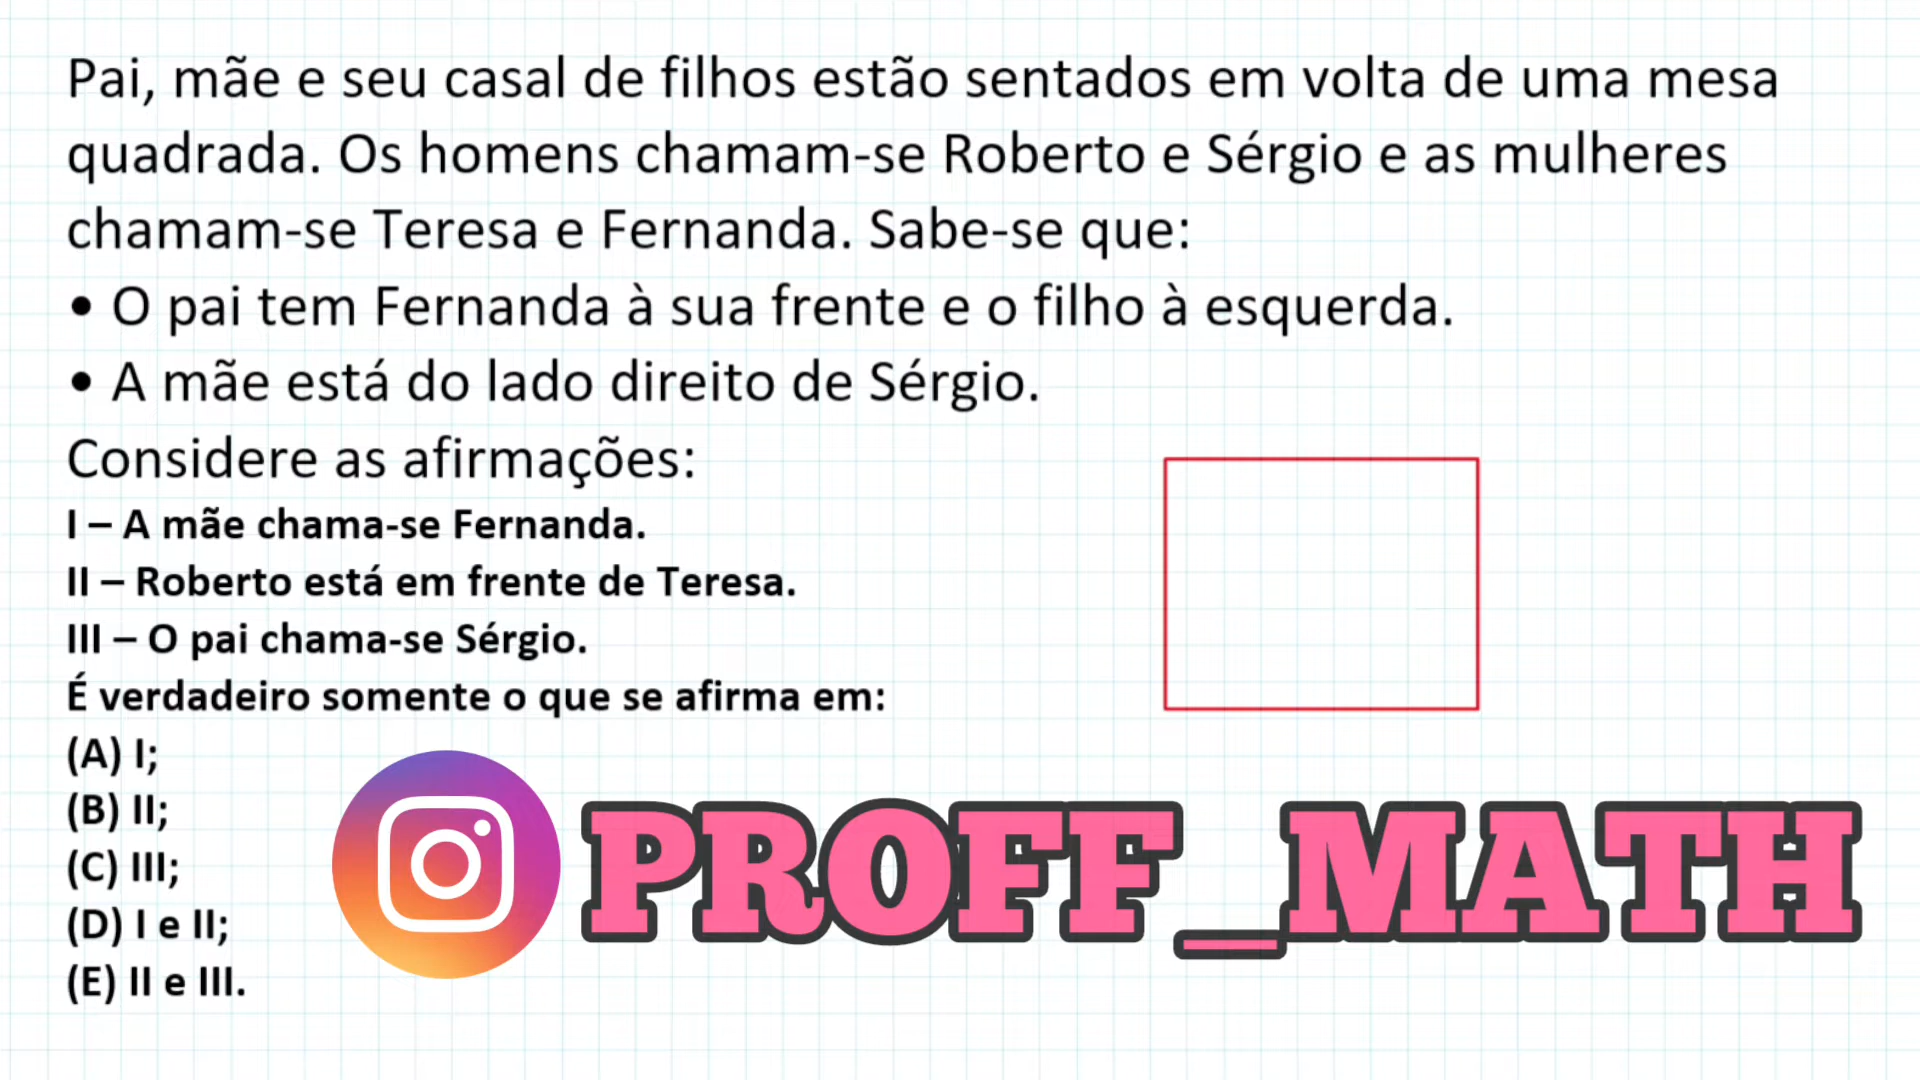 Pai, mãe e seu casal de filhos estão sentados em volta de uma mesa
quadrada. Os homens chamam-se Roberto e Sérgio e as mulheres
chamam-se Teresa e Fernanda. Sabe-se que:
• O pai tem Fernanda à sua frente e o filho à esquerda.
• A mãe está do lado direito de Sérgio.
Considere as afirmações:
I – A mãe chama-se Fernanda.
II – Roberto está em frente de Teresa.
III – O pai chama-se Sérgio.
É verdadeiro somente o que se afirma em:
(A) I;
(B) II;
(C) III;
(D) I e II;
(E) II e III.
PROFF_MATH